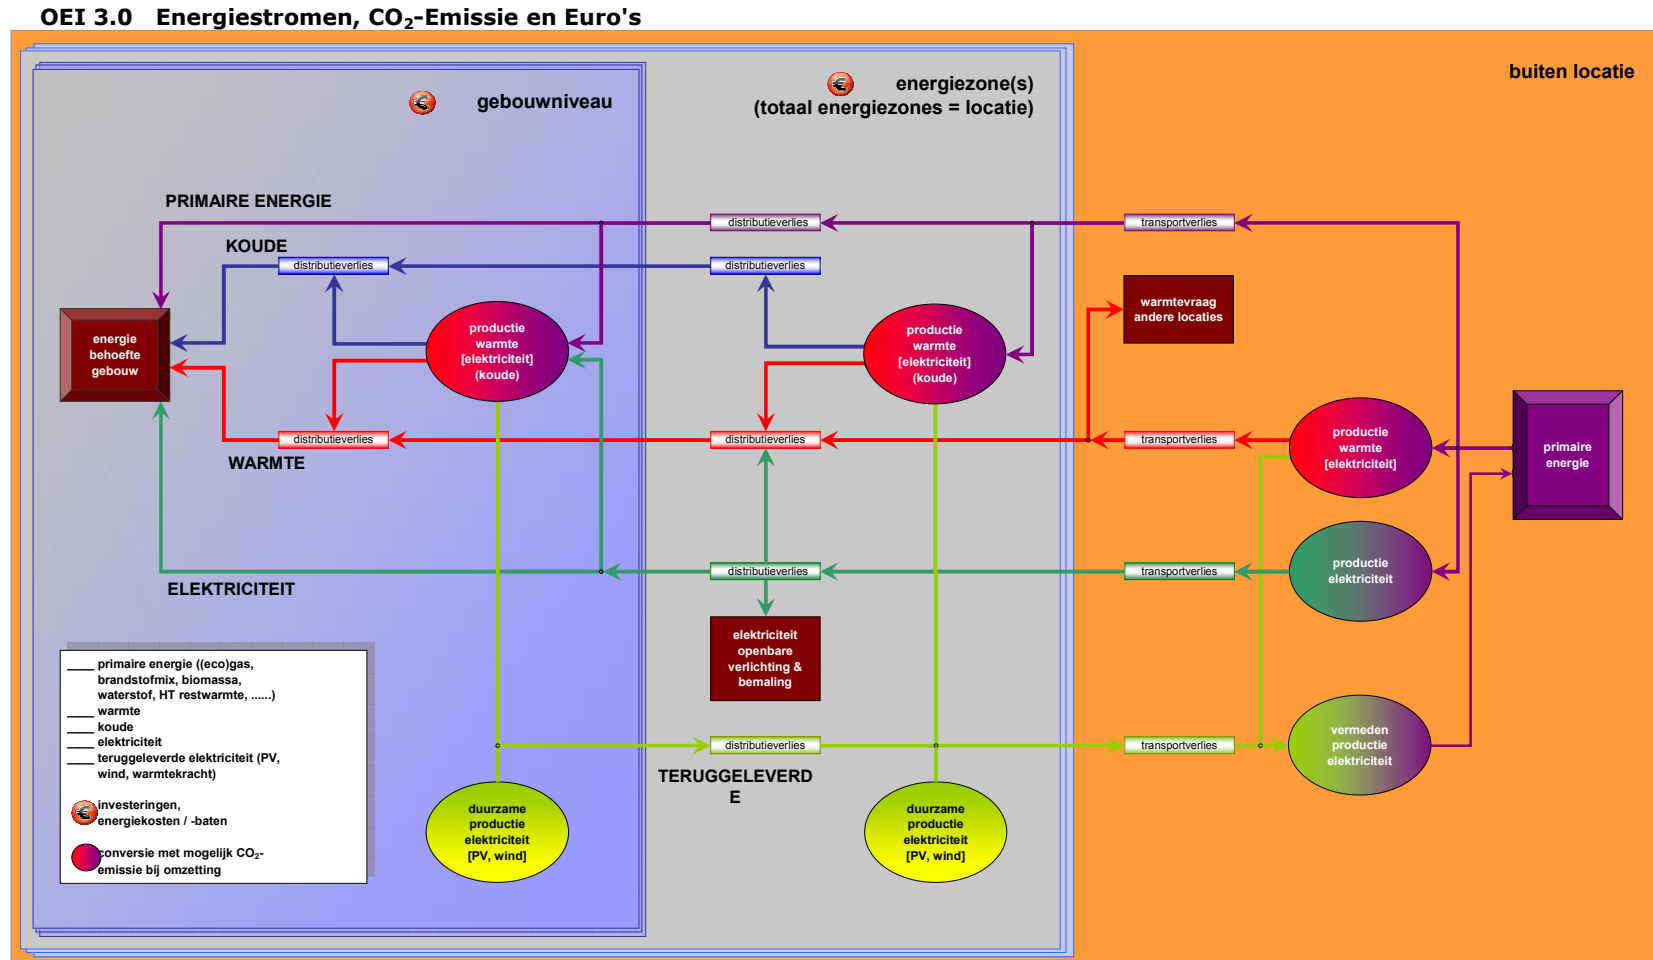 OEI 3.0 Energiestromen, CO₂-Emissie en Euro's
buiten locatie
energiezone(s)
(totaal energiezones = locatie)
gebouwniveau
PRIMAIRE ENERGIE
distributieverlies
transportverlies
KOUDE
distributieverlies
distributieverlies
warmtevraag
andere locaties
energie
behoefte
gebouw
productie
warmte
[elektriciteit]
(koude)
productie
warmte
[elektriciteit]
(koude)
distributieverlies
distributieverlies
transportverlies
productie
warmte
[elektriciteit]
primaire
energie
WARMTE
distributieverlies
transportverlies
productie
elektriciteit
ELEKTRICITEIT
elektriciteit
openbare
verlichting &
bemaling
____ primaire energie ((eco)gas,
brandstofmix, biomassa,
waterstof, HT restwarmte, ......)
____ warmte
____ koude
____ elektriciteit
____ teruggeleverde elektriciteit (PV,
wind, warmtekracht)
€ investeringen,
energiekosten / -baten
conversie met mogelijk CO₂-
emissie bij omzetting
distributieverlies
transportverlies
vermeden
productie
elektriciteit
TERUGGELEVERD
E
duurzame
productie
elektriciteit
[PV, wind]
duurzame
productie
elektriciteit
[PV, wind]